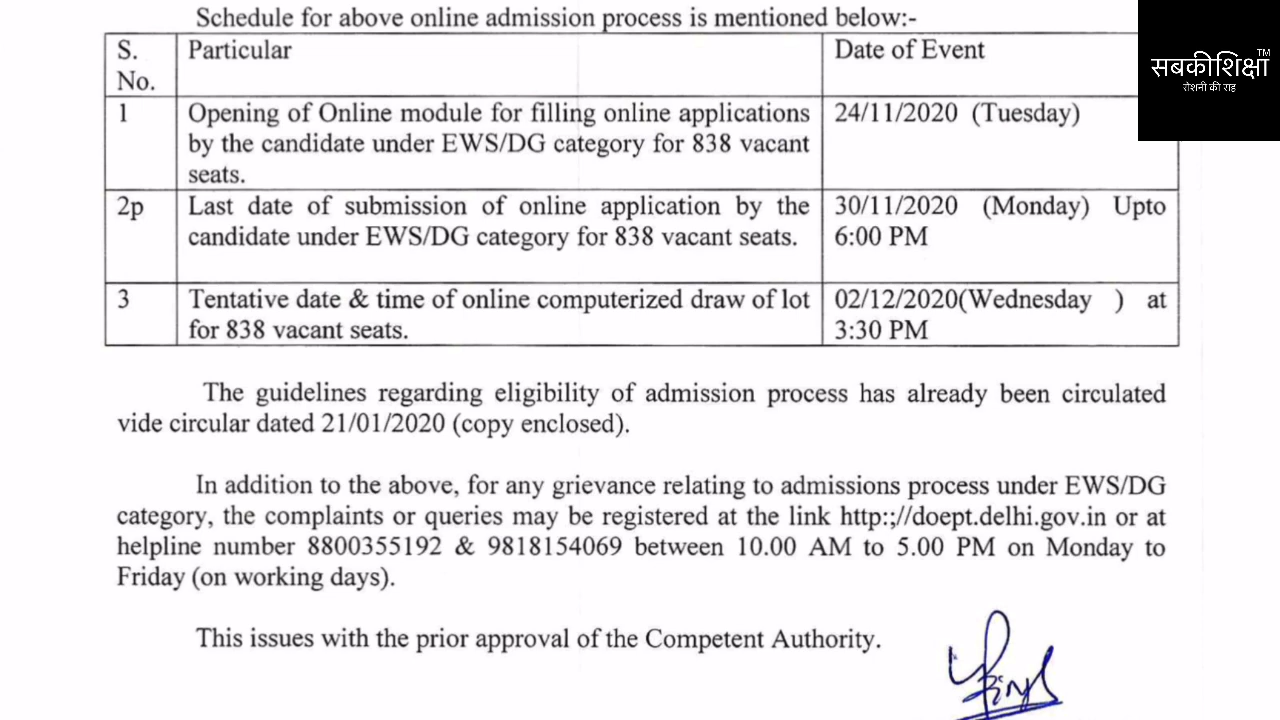 Schedule for above online admission process is mentioned below:-
S. No.
Particular
Date of Event
1
Opening of Online module for filling online applications
by the candidate under EWS/DG category for 838 vacant
seats.
24/11/2020 (Tuesday)
2p
Last date of submission of online application by the
candidate under EWS/DG category for 838 vacant seats.
30/11/2020 (Monday) Upto
6:00 PM
3
Tentative date & time of online computerized draw of lot
for 838 vacant seats.
02/12/2020(Wednesday ) at
3:30 PM
The guidelines regarding eligibility of admission process has already been circulated
vide circular dated 21/01/2020 (copy enclosed).
In addition to the above, for any grievance relating to admissions process under EWS/DG
category, the complaints or queries may be registered at the link http:;//doept.delhi.gov.in or at
helpline number 8800355192 & 9818154069 between 10.00 AM to 5.00 PM on Monday to
Friday (on working days).
This issues with the prior approval of the Competent Authority.
सबकीशिक्षा TM
रोशनी की राह